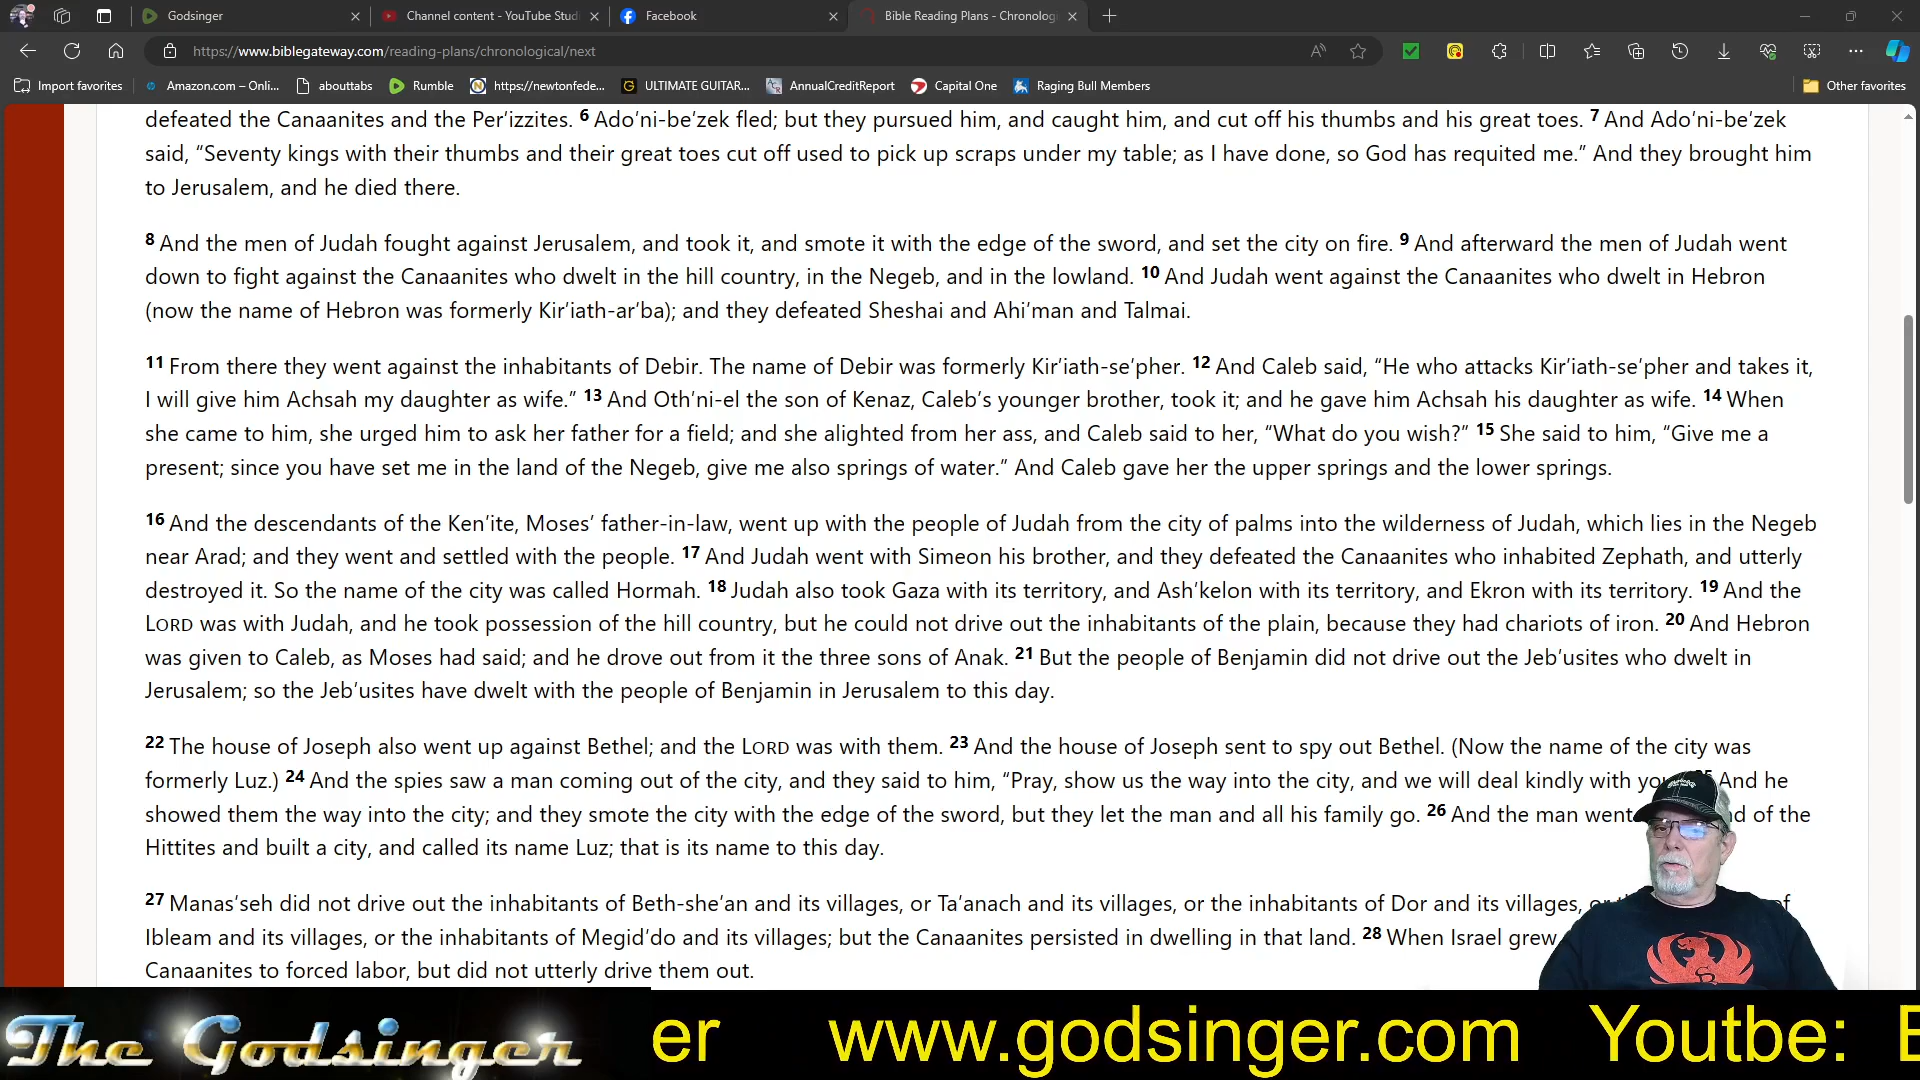 Godsinger
Channel content - YouTube Stud
Facebook
Bible Reading Plans - Chronolog
https://www.biblegateway.com/reading-plans/chronological/next
Import favorites
Amazon.com – Onli...
abouttabs
Rumble
https://newtonfede...
ULTIMATE GUITAR...
AnnualCreditReport
Capital One
Raging Bull Members
Other favorites
defeated the Canaanites and the Per′izzites. 6 Ado′ni-be′zek fled; but they pursued him, and caught him, and cut off his thumbs and his great toes. 7 And Ado′ni-be′zek
said, “Seventy kings with their thumbs and their great toes cut off used to pick up scraps under my table; as I have done, so God has requited me.” And they brought him
to Jerusalem, and he died there.
8 And the men of Judah fought against Jerusalem, and took it, and smote it with the edge of the sword, and set the city on fire. 9 And afterward the men of Judah went
down to fight against the Canaanites who dwelt in the hill country, in the Negeb, and in the lowland. 10 And Judah went against the Canaanites who dwelt in Hebron
(now the name of Hebron was formerly Kir′iath-ar′ba); and they defeated Sheshai and Ahi′man and Talmai.
11 From there they went against the inhabitants of Debir. The name of Debir was formerly Kir′iath-se′pher. 12 And Caleb said, “He who attacks Kir′iath-se′pher and takes it,
I will give him Achsah my daughter as wife.” 13 And Oth′ni-el the son of Kenaz, Caleb’s younger brother, took it; and he gave him Achsah his daughter as wife. 14 When
she came to him, she urged him to ask her father for a field; and she alighted from her ass, and Caleb said to her, “What do you wish?” 15 She said to him, “Give me a
present; since you have set me in the land of the Negeb, give me also springs of water.” And Caleb gave her the upper springs and the lower springs.
16 And the descendants of the Ken′ite, Moses’ father-in-law, went up with the people of Judah from the city of palms into the wilderness of Judah, which lies in the Negeb
near Arad; and they went and settled with the people. 17 And Judah went with Simeon his brother, and they defeated the Canaanites who inhabited Zephath, and utterly
destroyed it. So the name of the city was called Hormah. 18 Judah also took Gaza with its territory, and Ash′kelon with its territory, and Ekron with its territory. 19 And the
LORD was with Judah, and he took possession of the hill country, but he could not drive out the inhabitants of the plain, because they had chariots of iron. 20 And Hebron
was given to Caleb, as Moses had said; and he drove out from it the three sons of Anak. 21 But the people of Benjamin did not drive out the Jeb′usites who dwelt in
Jerusalem; so the Jeb′usites have dwelt with the people of Benjamin in Jerusalem to this day.
22 The house of Joseph also went up against Bethel; and the LORD was with them. 23 And the house of Joseph sent to spy out Bethel. (Now the name of the city was
formerly Luz.) 24 And the spies saw a man coming out of the city, and they said to him, “Pray, show us the way into the city, and we will deal kindly with yo And he
showed them the way into the city; and they smote the city with the edge of the sword, but they let the man and all his family go. 26 And the man went d of the
Hittites and built a city, and called its name Luz; that is its name to this day.
27 Manas′seh did not drive out the inhabitants of Beth-she′an and its villages, or Ta′anach and its villages, or the inhabitants of Dor and its villages, of
Ibleam and its villages, or the inhabitants of Megid′do and its villages; but the Canaanites persisted in dwelling in that land. 28 When Israel grew
Canaanites to forced labor, but did not utterly drive them out.
The Godsinger er www.godsinger.com Youtbe: B